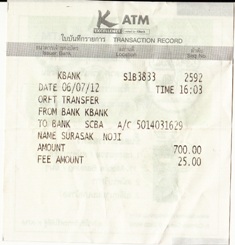 K ATM
ใบบันทึกรายการ / TRANSACTION RECORD
KBANK S1B3833 2592
DATE 06/07/12 TIME 16:03
ORFT TRANSFER
FROM BANK KBANK
TO BANK SCBA A/C 5014031629
NAME SURASAK NOJI
AMOUNT 700.00
FEE AMOUNT 25.00